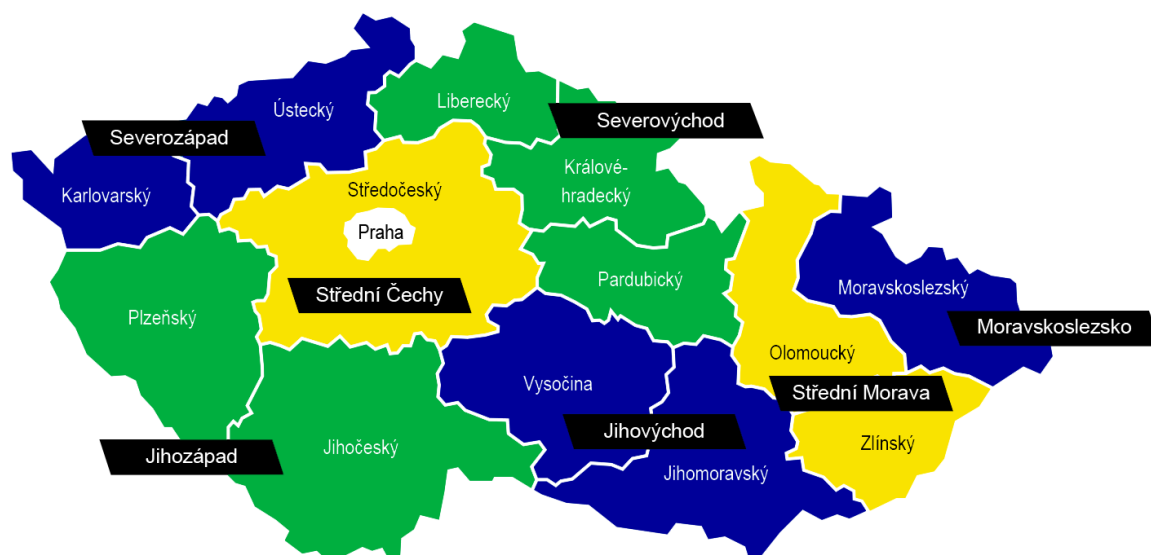 Ústecký
Liberecký
Severovýchod
Severozápad
Karlovarský
Středočeský
Králové-
hradecký
Praha
Střední Čechy
Pardubický
Moravskoslezský
Plzeňský
Moravskoslezsko
Olomoucký
Vysočina
Střední Morava
Jihovýchod
Jihozápad
Jihočeský
Zlínský
Jihomoravský